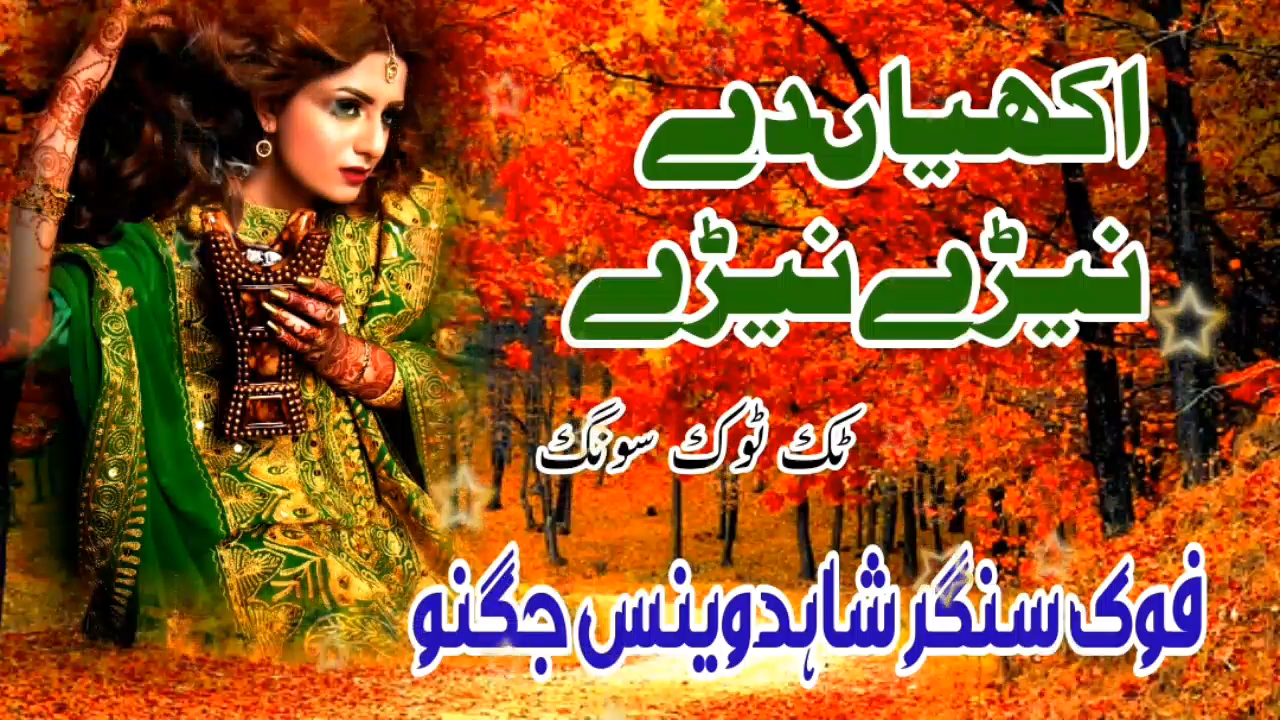 اکھیاں دے
نیڑے نیڑے
ٹک ٹوک سونگ
فوک سنگر شاہد وینس جگنو